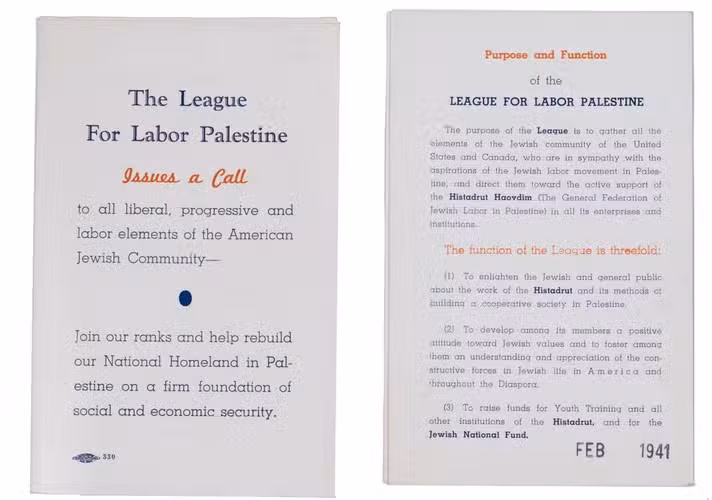 The League
For Labor Palestine
Issues a Call
to all liberal, progressive and
labor elements of the American
Jewish Community—
Join our ranks and help rebuild
our National Homeland in Pal-
estine on a firm foundation of
social and economic security.
330
Purpose and Function
of the
LEAGUE FOR LABOR PALESTINE
The purpose of the League is to gather all the
elements of the Jewish community of the United
States and Canada, who are in sympathy with the
aspirations of the Jewish labor movement in Pales-
tine; and direct them toward the active support of
the Histadrut Haovdim (The General Federation of
Jewish Labor in Palestine) in all its enterprises and
institutions.
The function of the League is threefold:
(1) To enlighten the Jewish and general public
about the work of the Histadrut and its methods of
building a cooperative society in Palestine.
(2) To develop among its members a positive
attitude toward Jewish values and to foster among
them an understanding and appreciation of the con-
structive forces in Jewish life in America and
throughout the Diaspora.
(3) To raise funds for Youth Training and all
other institutions of the Histadrut, and for the
Jewish National Fund.
FEB 1941